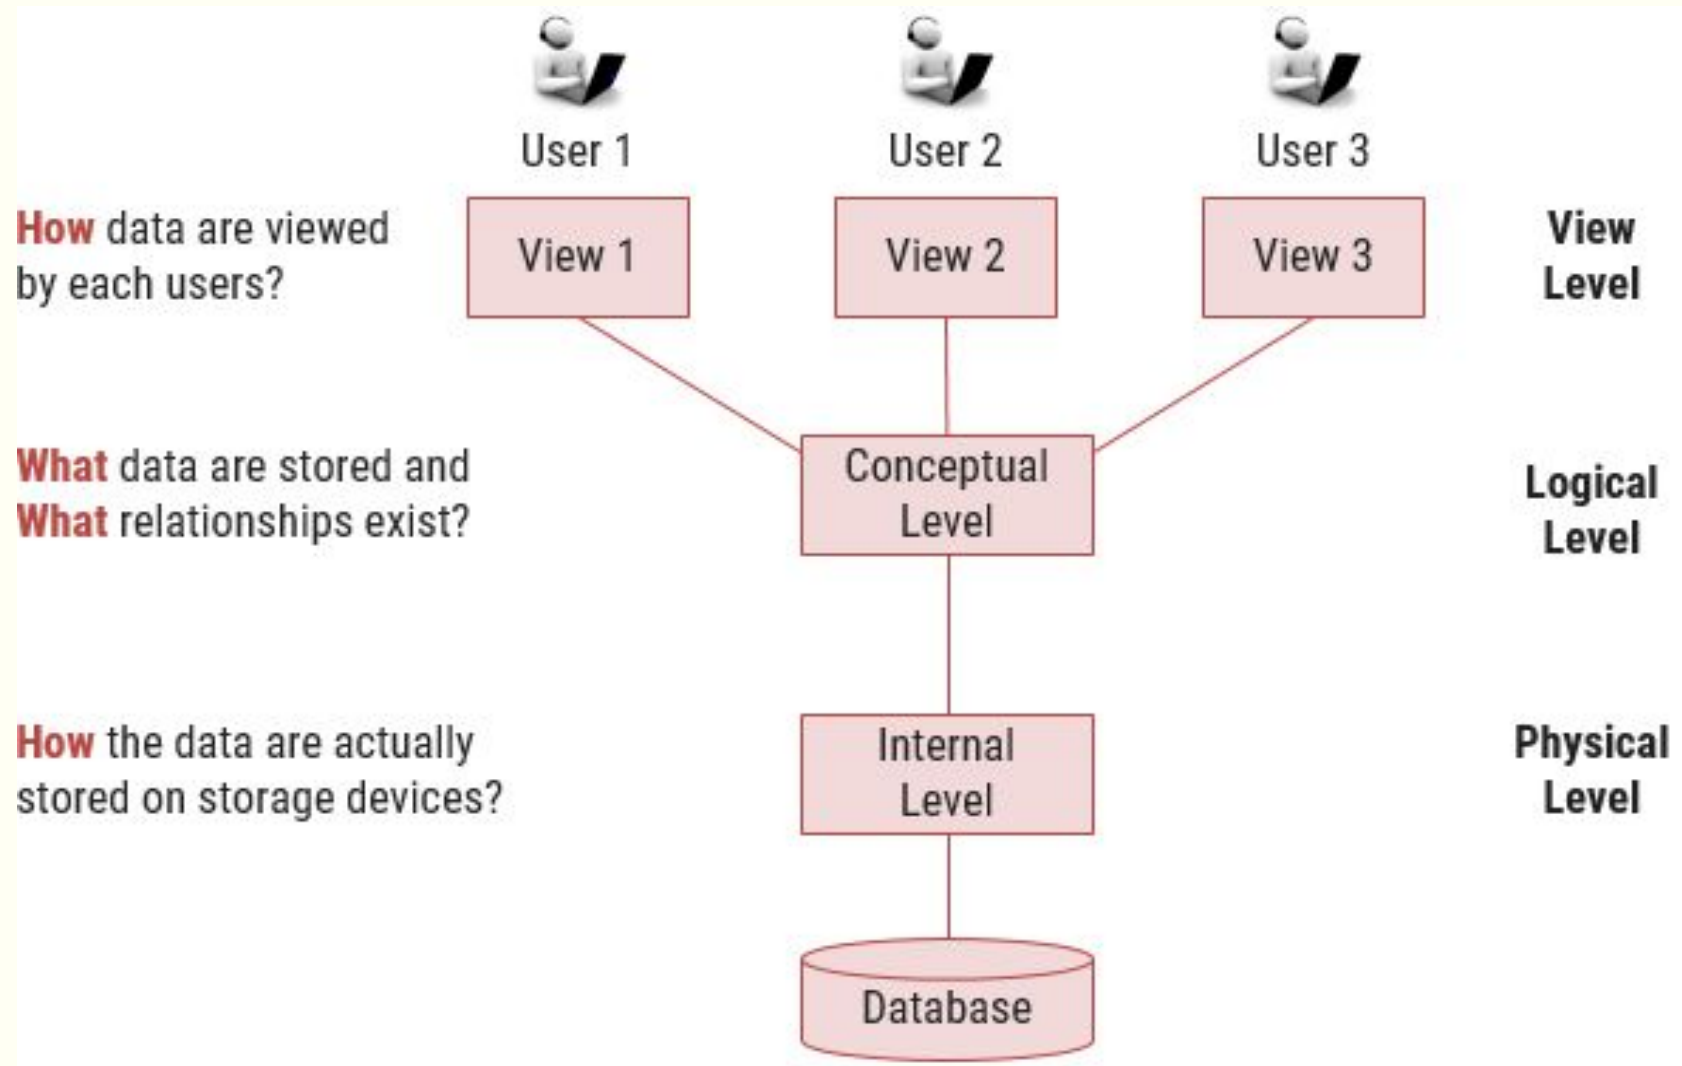 User 1
User 2
User 3
How data are viewed
by each users?
View 1
View 2
View 3
View
Level
What data are stored and
What relationships exist?
Conceptual
Level
Logical
Level
How the data are actually
stored on storage devices?
Internal
Level
Physical
Level
Database